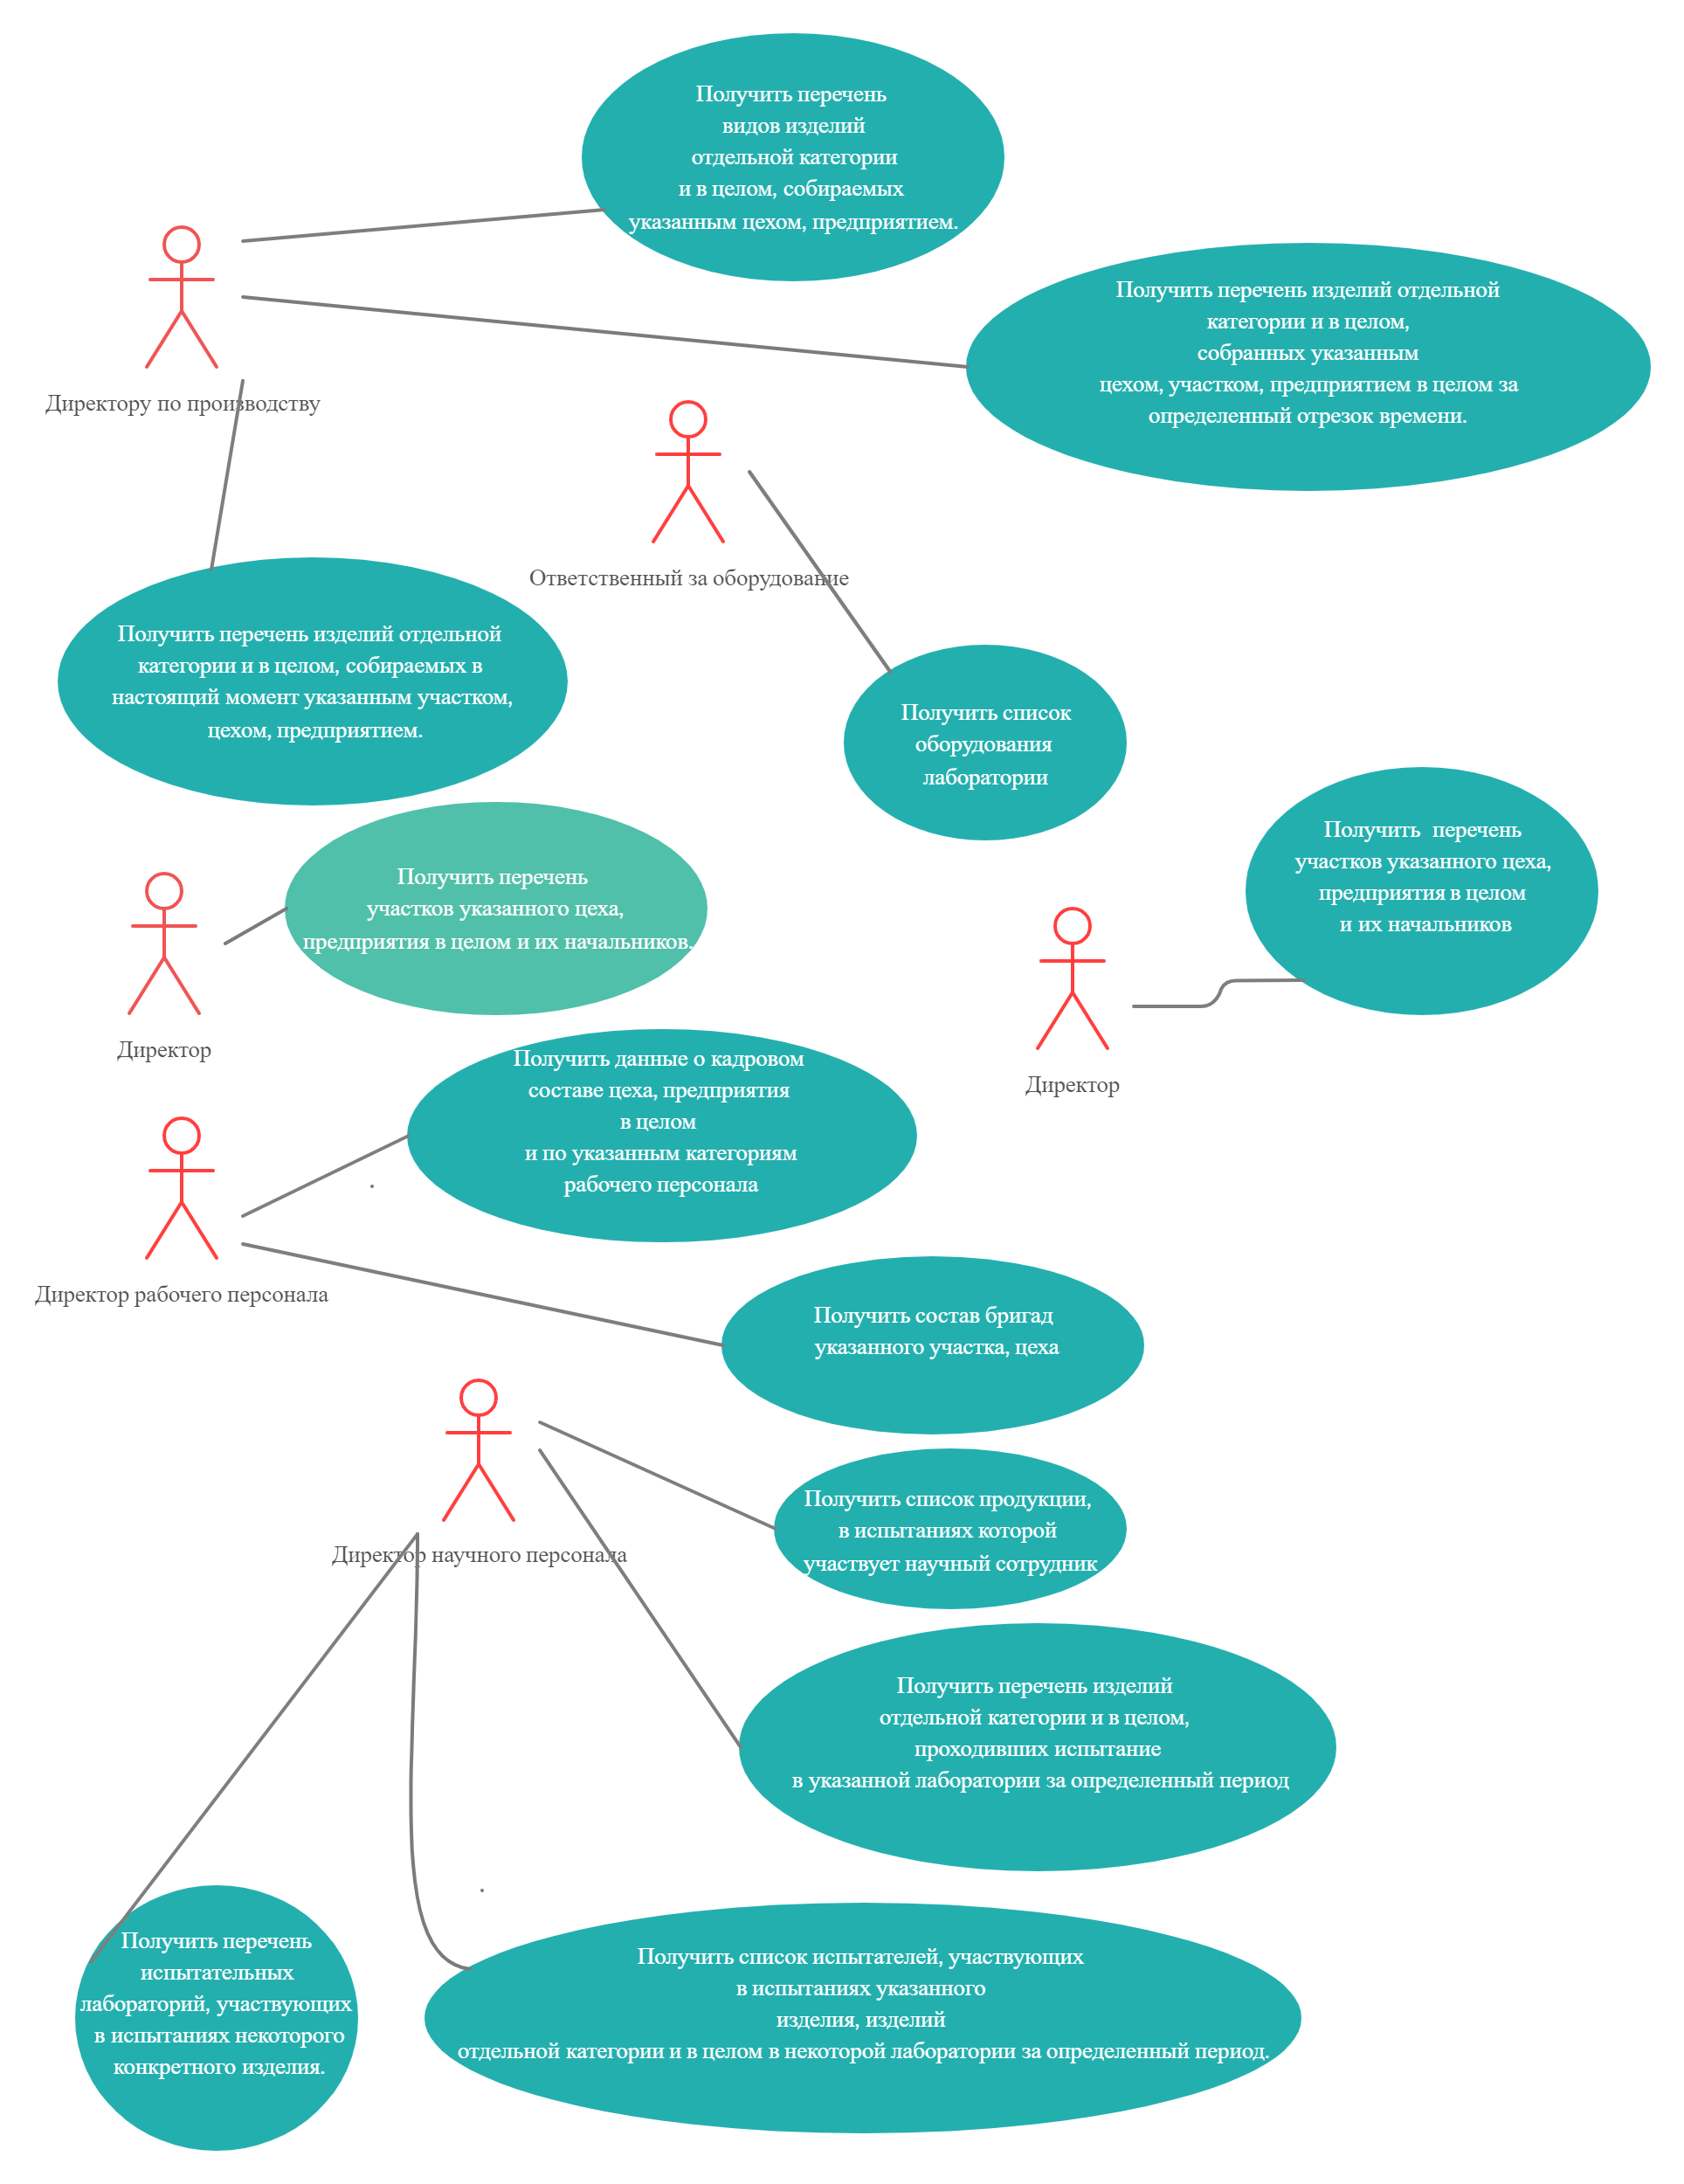 Получить перечень
видов изделий
отдельной категории
и в целом, собираемых
указанным цехом, предприятием.
Получить перечень изделий отдельной
категории и в целом,
собранных указанным
цехом, участком, предприятием в целом за
определенный отрезок времени.
Директору по производству
Ответственный за оборудование
Получить перечень изделий отдельной
категории и в целом, собираемых в
настоящий момент указанным участком,
цехом, предприятием.
Получить список
оборудования
лаборатории
Получить перечень
участков указанного цеха,
предприятия в целом
и их начальников
Получить перечень
участков указанного цеха,
предприятия в целом и их начальников.
Директор
Директор
Получить данные о кадровом
составе цеха, предприятия
в целом
и по указанным категориям
рабочего персонала
Директор рабочего персонала
Получить состав бригад
указанного участка, цеха
Получить список продукции,
в испытаниях которой
участвует научный сотрудник
Директор научного персонала
Получить перечень изделий
отдельной категории и в целом,
проходивших испытание
в указанной лаборатории за определенный период
Получить перечень
испытательных
лабораторий, участвующих
в испытаниях некоторого
конкретного изделия.
Получить список испытателей, участвующих
в испытаниях указанного
изделия, изделий
отдельной категории и в целом в некоторой лаборатории за определенный период.